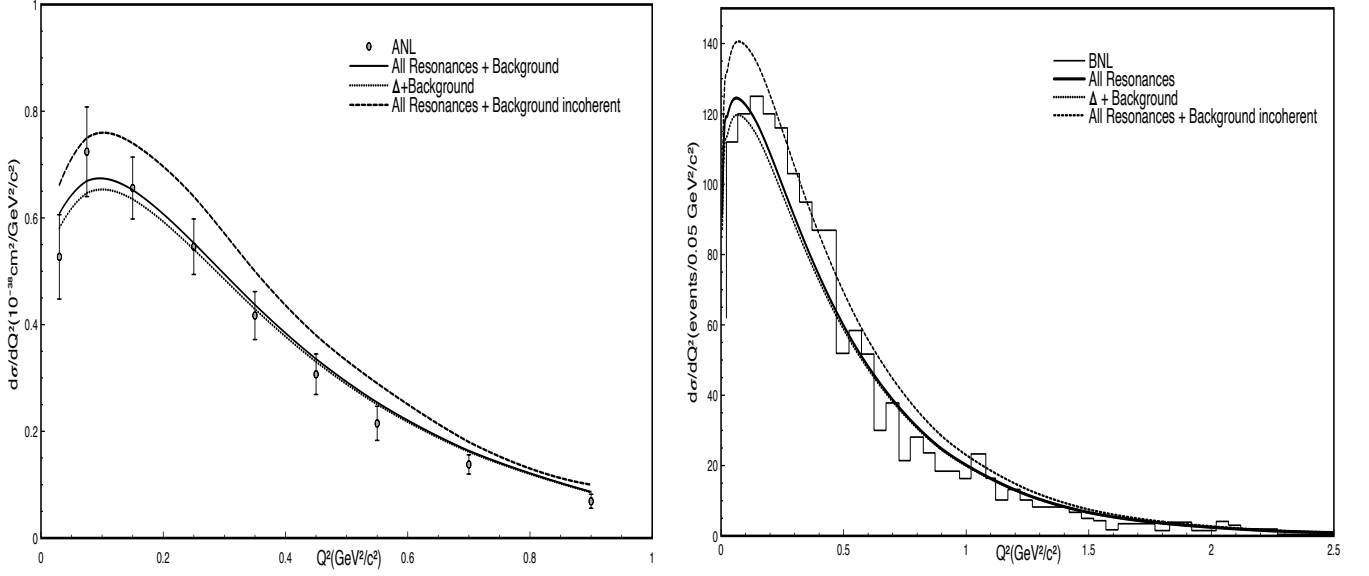 ANL
All Resonances + Background
Δ+Background
All Resonances + Background incoherent
dσ/dQ²(10⁻³⁸cm²/GeV²/c²)
1
0.8
0.6
0.4
0.2
0
0 0.2 0.4 0.6 0.8 1
Q²(GeV²/c²)
BNL
All Resonances
Δ + Background
All Resonances + Background incoherent
dσ/dQ²(events/0.05 GeV²/c²)
140
120
100
80
60
40
20
0
0 0.5 1 1.5 2 2.5
Q²(GeV²/c²)